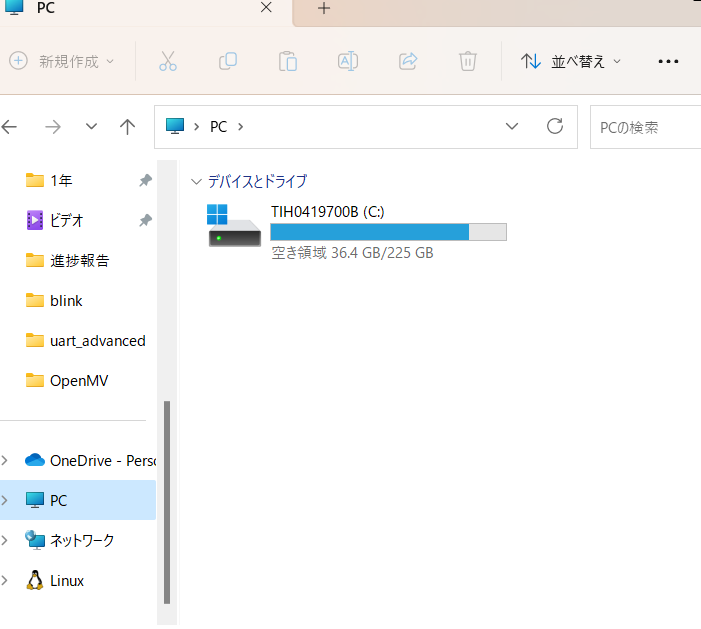 PC
新規作成
並べ替え
PC
PCの検索
1年
ビデオ
進捗報告
blink
uart_advanced
OpenMV
OneDrive - Perso
PC
ネットワーク
Linux
デバイスとドライブ
TIH0419700B (C:)
空き領域 36.4 GB/225 GB